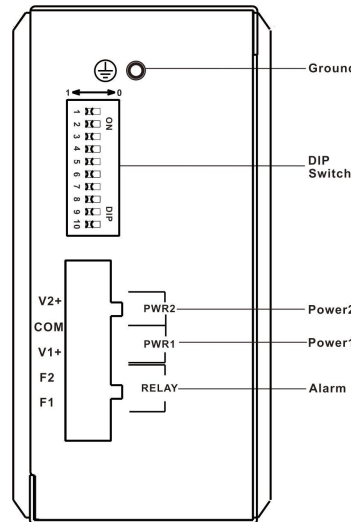 Ground
1 0
1
2
3
4
5
6
7
8
9
10
ON
DIP
DIP
Switch
V2+
COM
V1+
F2
F1
PWR2
PWR1
RELAY
Power2
Power1
Alarm